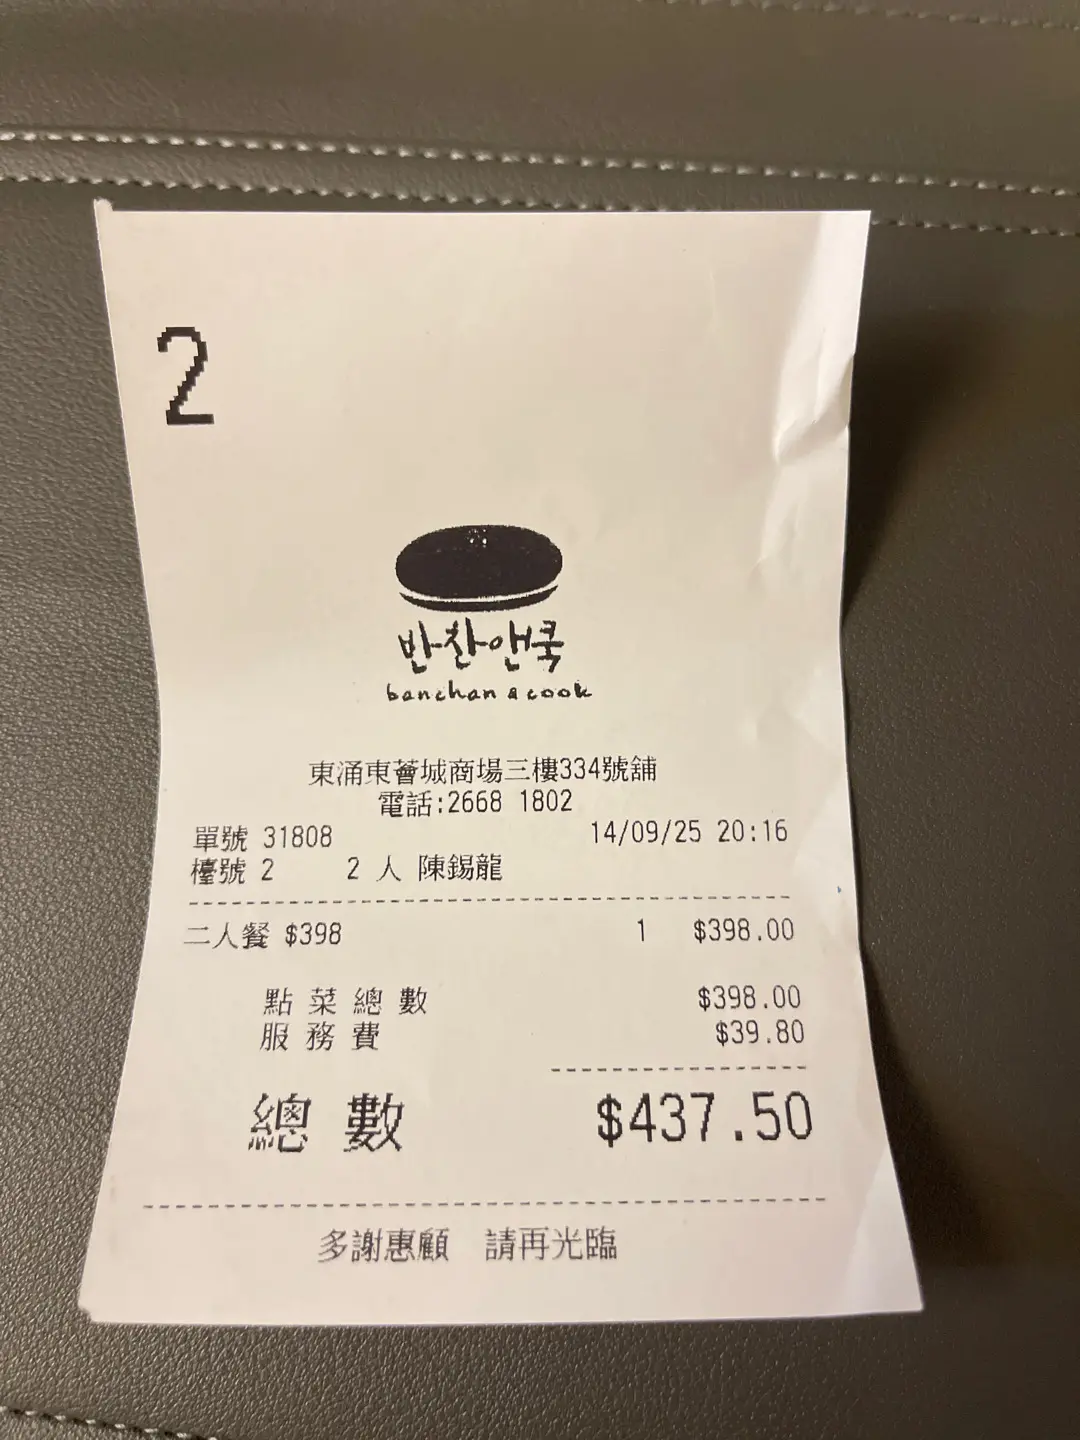 2
반찬앤쿡
banchan & cook
東涌東薈城商場三樓334號舖
電話:2668 1802
單號 31808 14/09/25 20:16
檯號 2 2 人 陳錫龍
二人餐 $398 1 $398.00
點菜總數 $398.00
服務費 $39.80
總數 $437.50
多謝惠顧 請再光臨